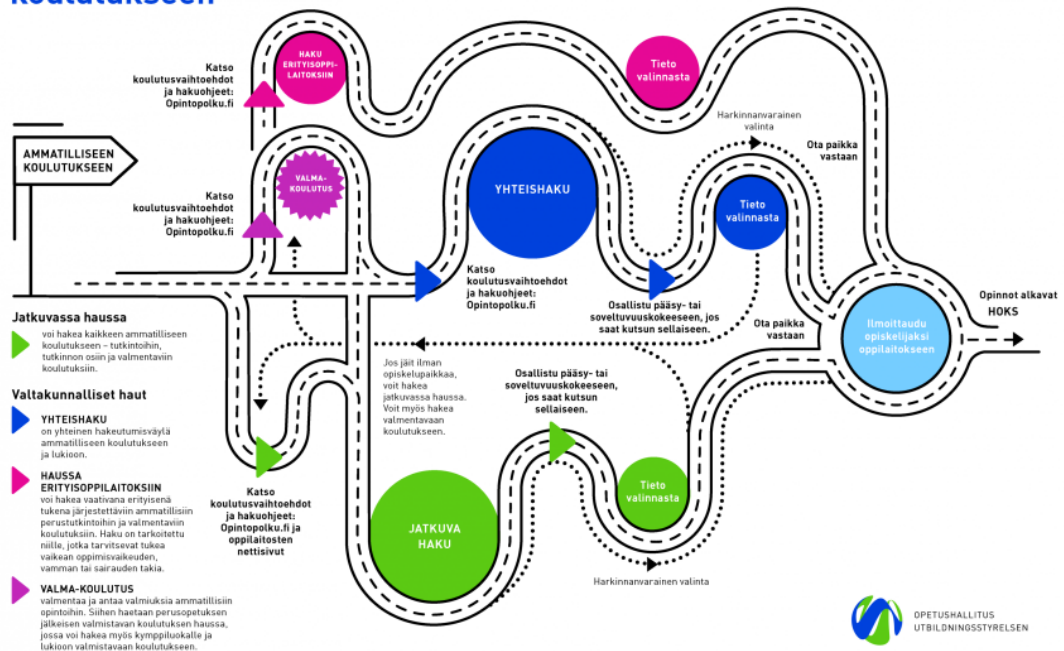 koulutukseen
HAKU
ERITYISOPPI-
LAITOKSIIN
Tieto
valinnasta
Katso
koulutusvaihtoehdot
ja hakuohjeet:
Opintopolku.fi
Harkinnanvarainen
valinta
Ota paikka
vastaan
AMMATILLISEEN
KOULUTUKSEEN
VALMA-
KOULUTUS
YHTEISHAKU
Tieto
valinnasta
Katso
koulutusvaihtoehdot
ja hakuohjeet:
Opintopolku.fi
Katso
koulutusvaihtoehdot
ja hakuohjeet:
Opintopolku.fi
Osallistu pääsy- tai
soveltuvuuskokeeseen, jos
saat kutsun sellaiseen.
Ota paikka
vastaan
Ilmoittaudu
opiskelijaksi
oppilaitokseen
Opinnot alkavat
HOKS
Jatkuvassa haussa
voi hakea kaikkeen ammatilliseen
koulutukseen – tutkintoihin,
tutkinnon osiin ja valmentaviin
koulutuksiin.
Jos jäit ilman
opiskelupaikkaa,
voit hakea
jatkuvassa haussa.
Voit myös hakea
valmentavaan
koulutukseen.
Osallistu pääsy- tai
soveltuvuuskokeeseen,
jos saat kutsun
sellaiseen.
Valtakunnalliset haut
YHTEISHAKU
on yhteinen hakeutumisväylä
ammatilliseen koulutukseen
ja lukioon.
HAUSSA
ERITYISOPPILAITOKSIIN
voi hakea vaativana erityisenä
tukena järjestettäviin ammatillisiin
perustutkintoihin ja valmentaviin
koulutuksiin. Haku on tarkoitettu
niille, jotka tarvitsevat tukea
vaikean oppimisvaikeuden,
vamman tai sairauden takia.
VALMA-KOULUTUS
valmentaa ja antaa valmiuksia ammatillisiin
opintoihin. Siihen haetaan perusopetuksen
jälkeisen valmistavan koulutuksen haussa,
jossa voi hakea myös kymppiluokalle ja
lukioon valmistavaan koulutukseen.
Katso
koulutusvaihtoehdot
ja hakuohjeet:
Opintopolku.fi ja
oppilaitosten
nettisivut
JATKUVA
HAKU
Tieto
valinnasta
Harkinnanvarainen valinta
OPETUSHALLITUS
UTBILDNINGSSTYRELSEN